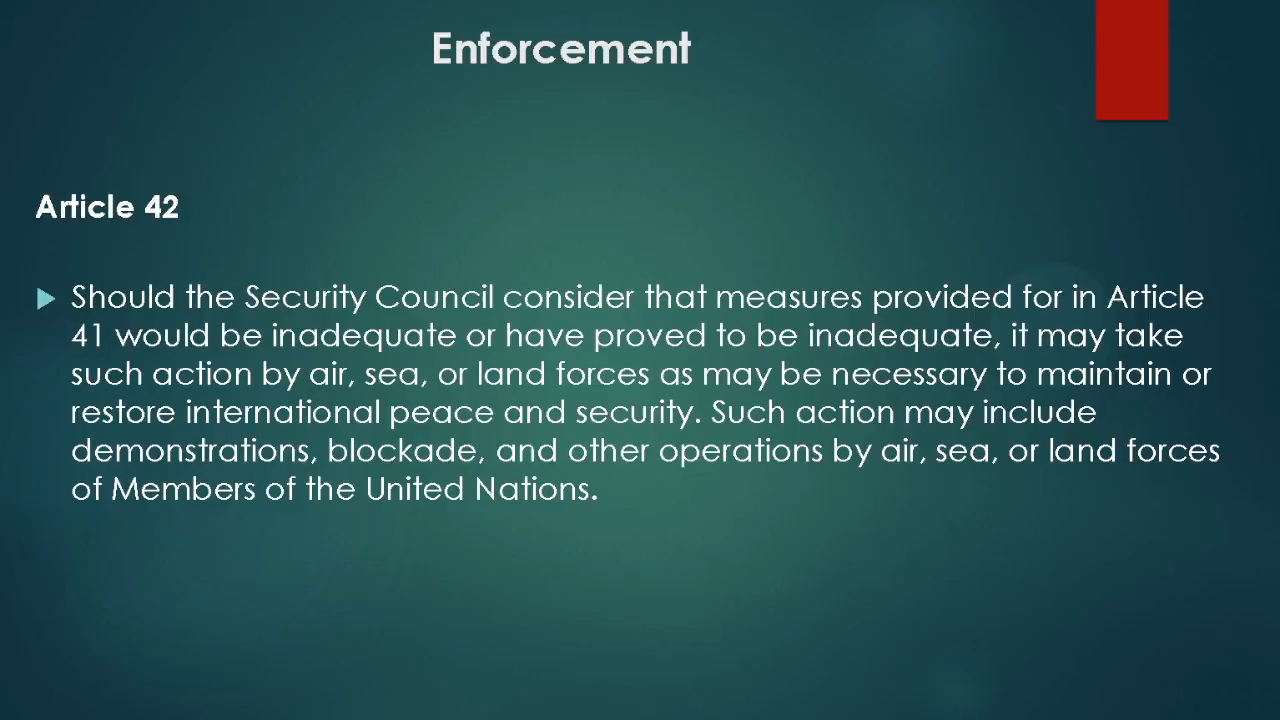 Enforcement
Article 42
Should the Security Council consider that measures provided for in Article
41 would be inadequate or have proved to be inadequate, it may take
such action by air, sea, or land forces as may be necessary to maintain or
restore international peace and security. Such action may include
demonstrations, blockade, and other operations by air, sea, or land forces
of Members of the United Nations.